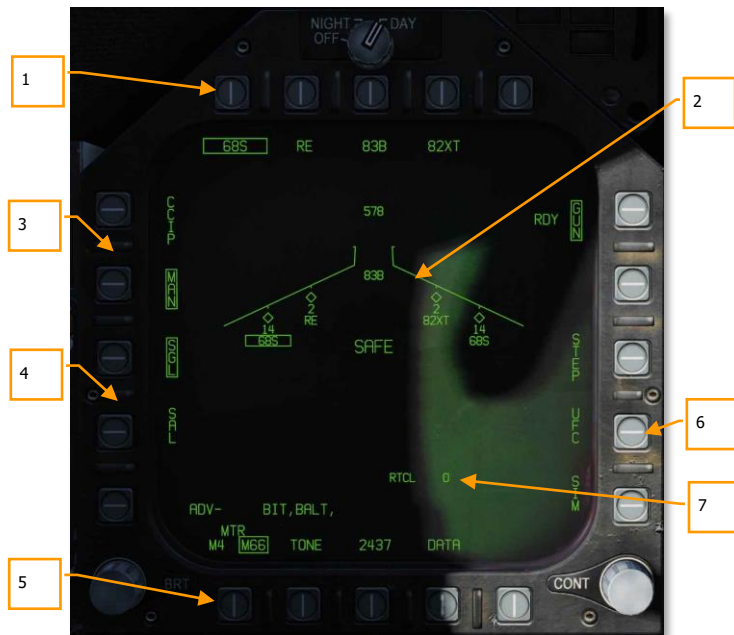 NIGHT DAY
OFF
1
2
3
4
5
6
7
68S RE 83B 82XT
CCIP
MAN
SGL
SAL
578
83B
RDY GUN
2
RE
14
68S
2
82XT
14
68S
SAFE
STEP
UFC
SIM
RTCL 0
ADV- BIT,BALT,
MTR
M4 M66 TONE 2437 DATA
BRT
CONT